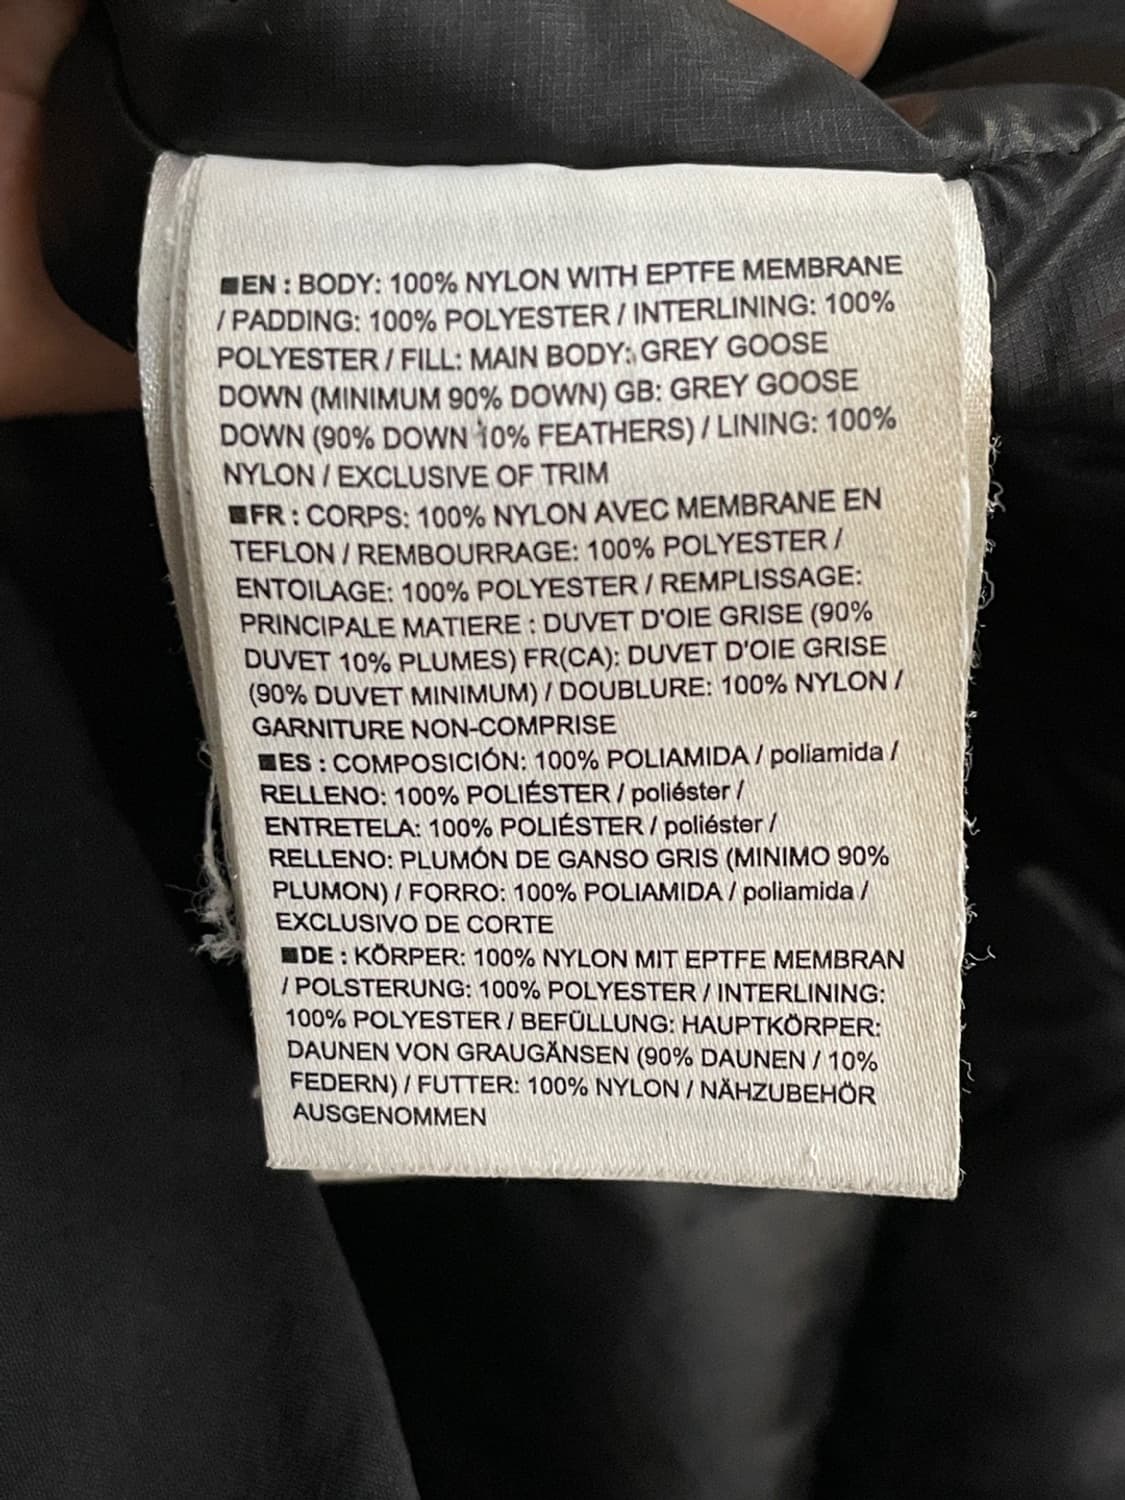 ■EN : BODY: 100% NYLON WITH EPTFE MEMBRANE
/ PADDING: 100% POLYESTER / INTERLINING: 100%
POLYESTER / FILL: MAIN BODY: GREY GOOSE
DOWN (MINIMUM 90% DOWN) GB: GREY GOOSE
DOWN (90% DOWN 10% FEATHERS) / LINING: 100%
NYLON / EXCLUSIVE OF TRIM
■FR : CORPS: 100% NYLON AVEC MEMBRANE EN
TEFLON / REMBOURRAGE: 100% POLYESTER /
ENTOILAGE: 100% POLYESTER / REMPLISSAGE:
PRINCIPALE MATIERE : DUVET D'OIE GRISE (90%
DUVET 10% PLUMES) FR(CA): DUVET D'OIE GRISE
(90% DUVET MINIMUM) / DOUBLURE: 100% NYLON /
GARNITURE NON-COMPRISE
■ES : COMPOSICIÓN: 100% POLIAMIDA / poliamida /
RELLENO: 100% POLIÉSTER / poliéster /
ENTRETELA: 100% POLIÉSTER / poliéster /
RELLENO: PLUMÓN DE GANSO GRIS (MINIMO 90%
PLUMON) / FORRO: 100% POLIAMIDA / poliamida /
EXCLUSIVO DE CORTE
■DE : KÖRPER: 100% NYLON MIT EPTFE MEMBRAN
/ POLSTERUNG: 100% POLYESTER / INTERLINING:
100% POLYESTER / BEFÜLLUNG: HAUPTKÖRPER:
DAUNEN VON GRAUGÄNSEN (90% DAUNEN / 10%
FEDERN) / FUTTER: 100% NYLON / NÄHZUBEHÖR
AUSGENOMMEN